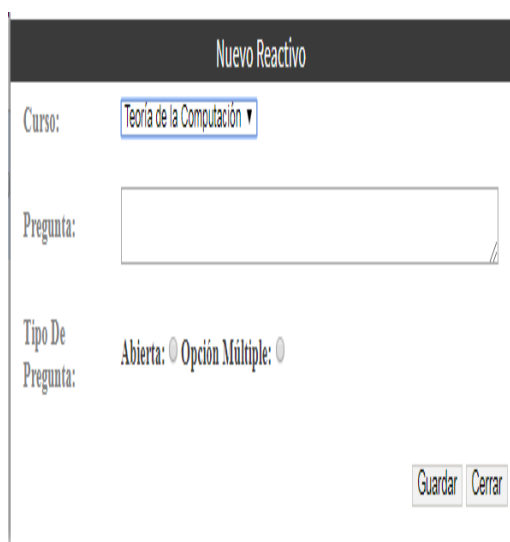 Nuevo Reactivo
Curso: Teoría de la Computación ▼
Pregunta:
Tipo De
Pregunta:
Abierta: Opción Múltiple:
Guardar Cerrar